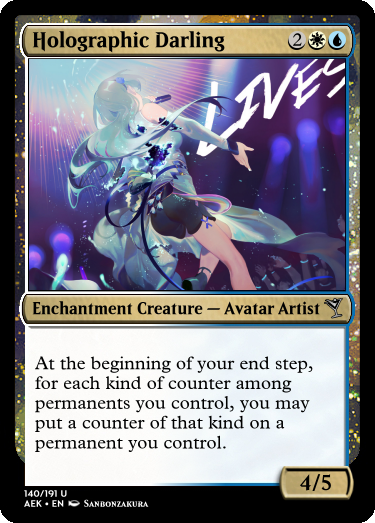 Holographic Darling 2
LIVES
Enchantment Creature — Avatar Artist
At the beginning of your end step,
for each kind of counter among
permanents you control, you may
put a counter of that kind on a
permanent you control.
4/5
140/191 U
AEK • EN Sanbonzakura